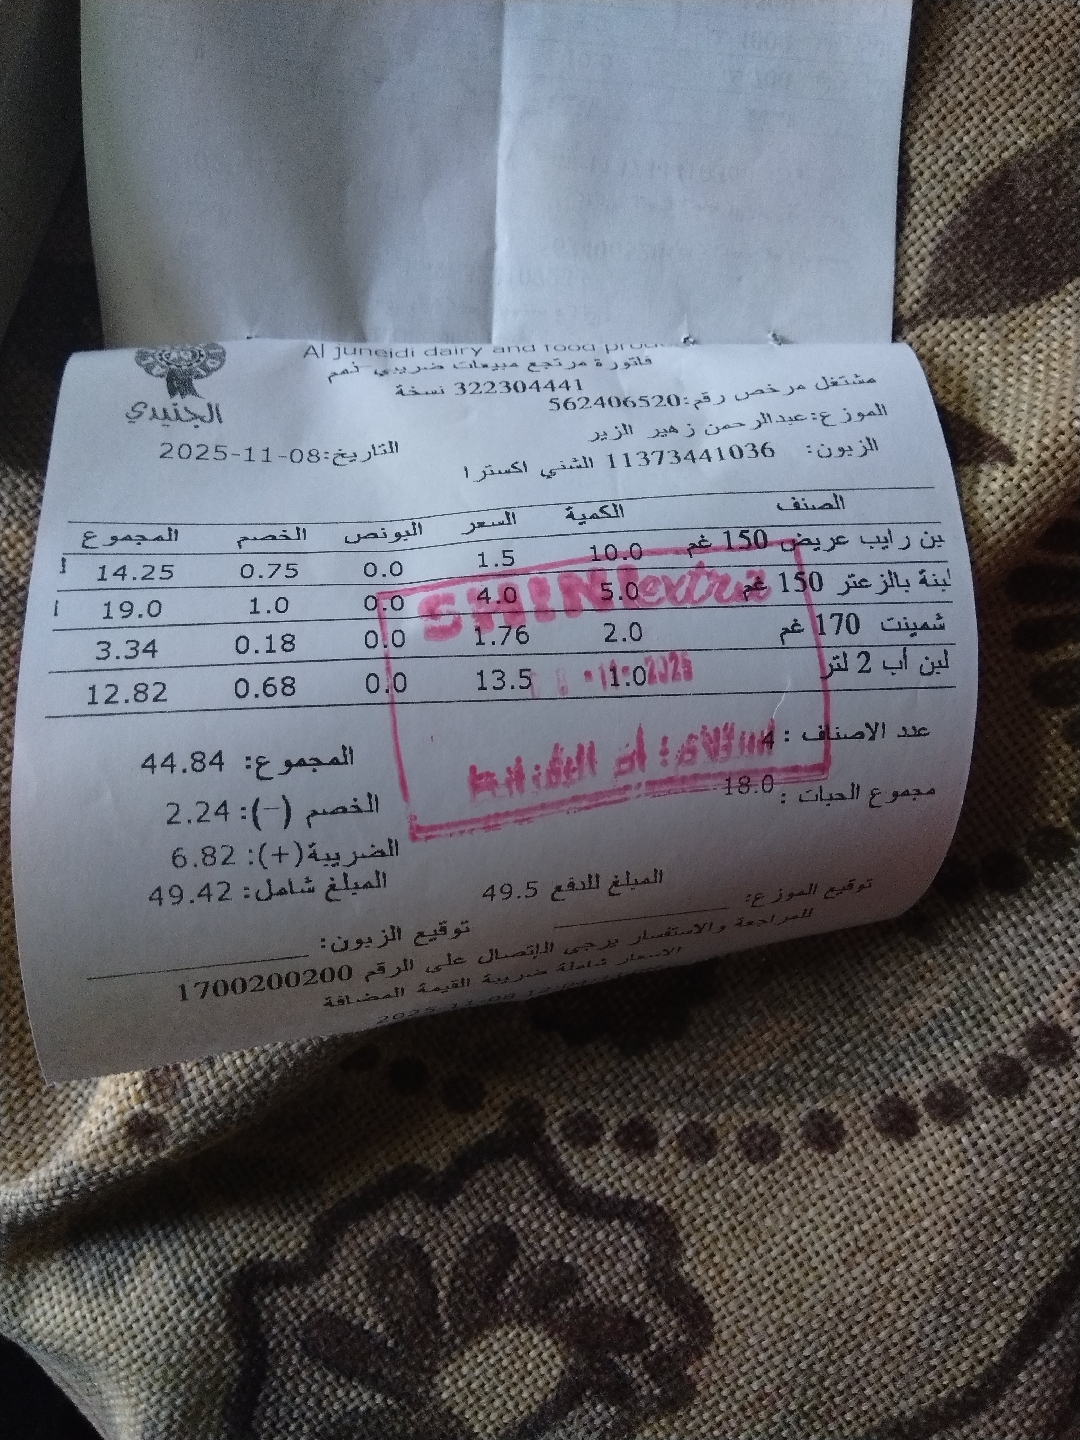 Al juneidi dairy and food
الجنيدي
فاتورة مرتجع مبيعات ضريبي
322304441 نسخة
مشتغل مرخص رقم:562406520
الموزع:عبدالرحمن زهير الزير
الزبون: 11373441036 الشني اكسترا
التاريخ:2025-11-08
الصنف الكمية السعر البونص الخصم المجموع
بن رايب عريض 150 غم 10.0 1.5 0.0 0.75 14.25
لبنة بالزعتر 150 غم 5.0 4.0 0.0 1.0 19.0
شمينت 170 غم 2.0 1.76 0.0 0.18 3.34
لبن أب 2 لتر 1.0 13.5 0.0 0.68 12.82
SHINI extra
عدد الاصناف : 4
مجموع الحبات : 18.0
المجموع: 44.84
الخصم (-): 2.24
الضريبة(+): 6.82
المبلغ شامل: 49.42
المبلغ للدفع 49.5
توقيع الموزع:
توقيع الزبون:
للمراجعة والاستفسار يرجى الإتصال على الرقم 1700200200
الاسعار شاملة ضريبة القيمة المضافة